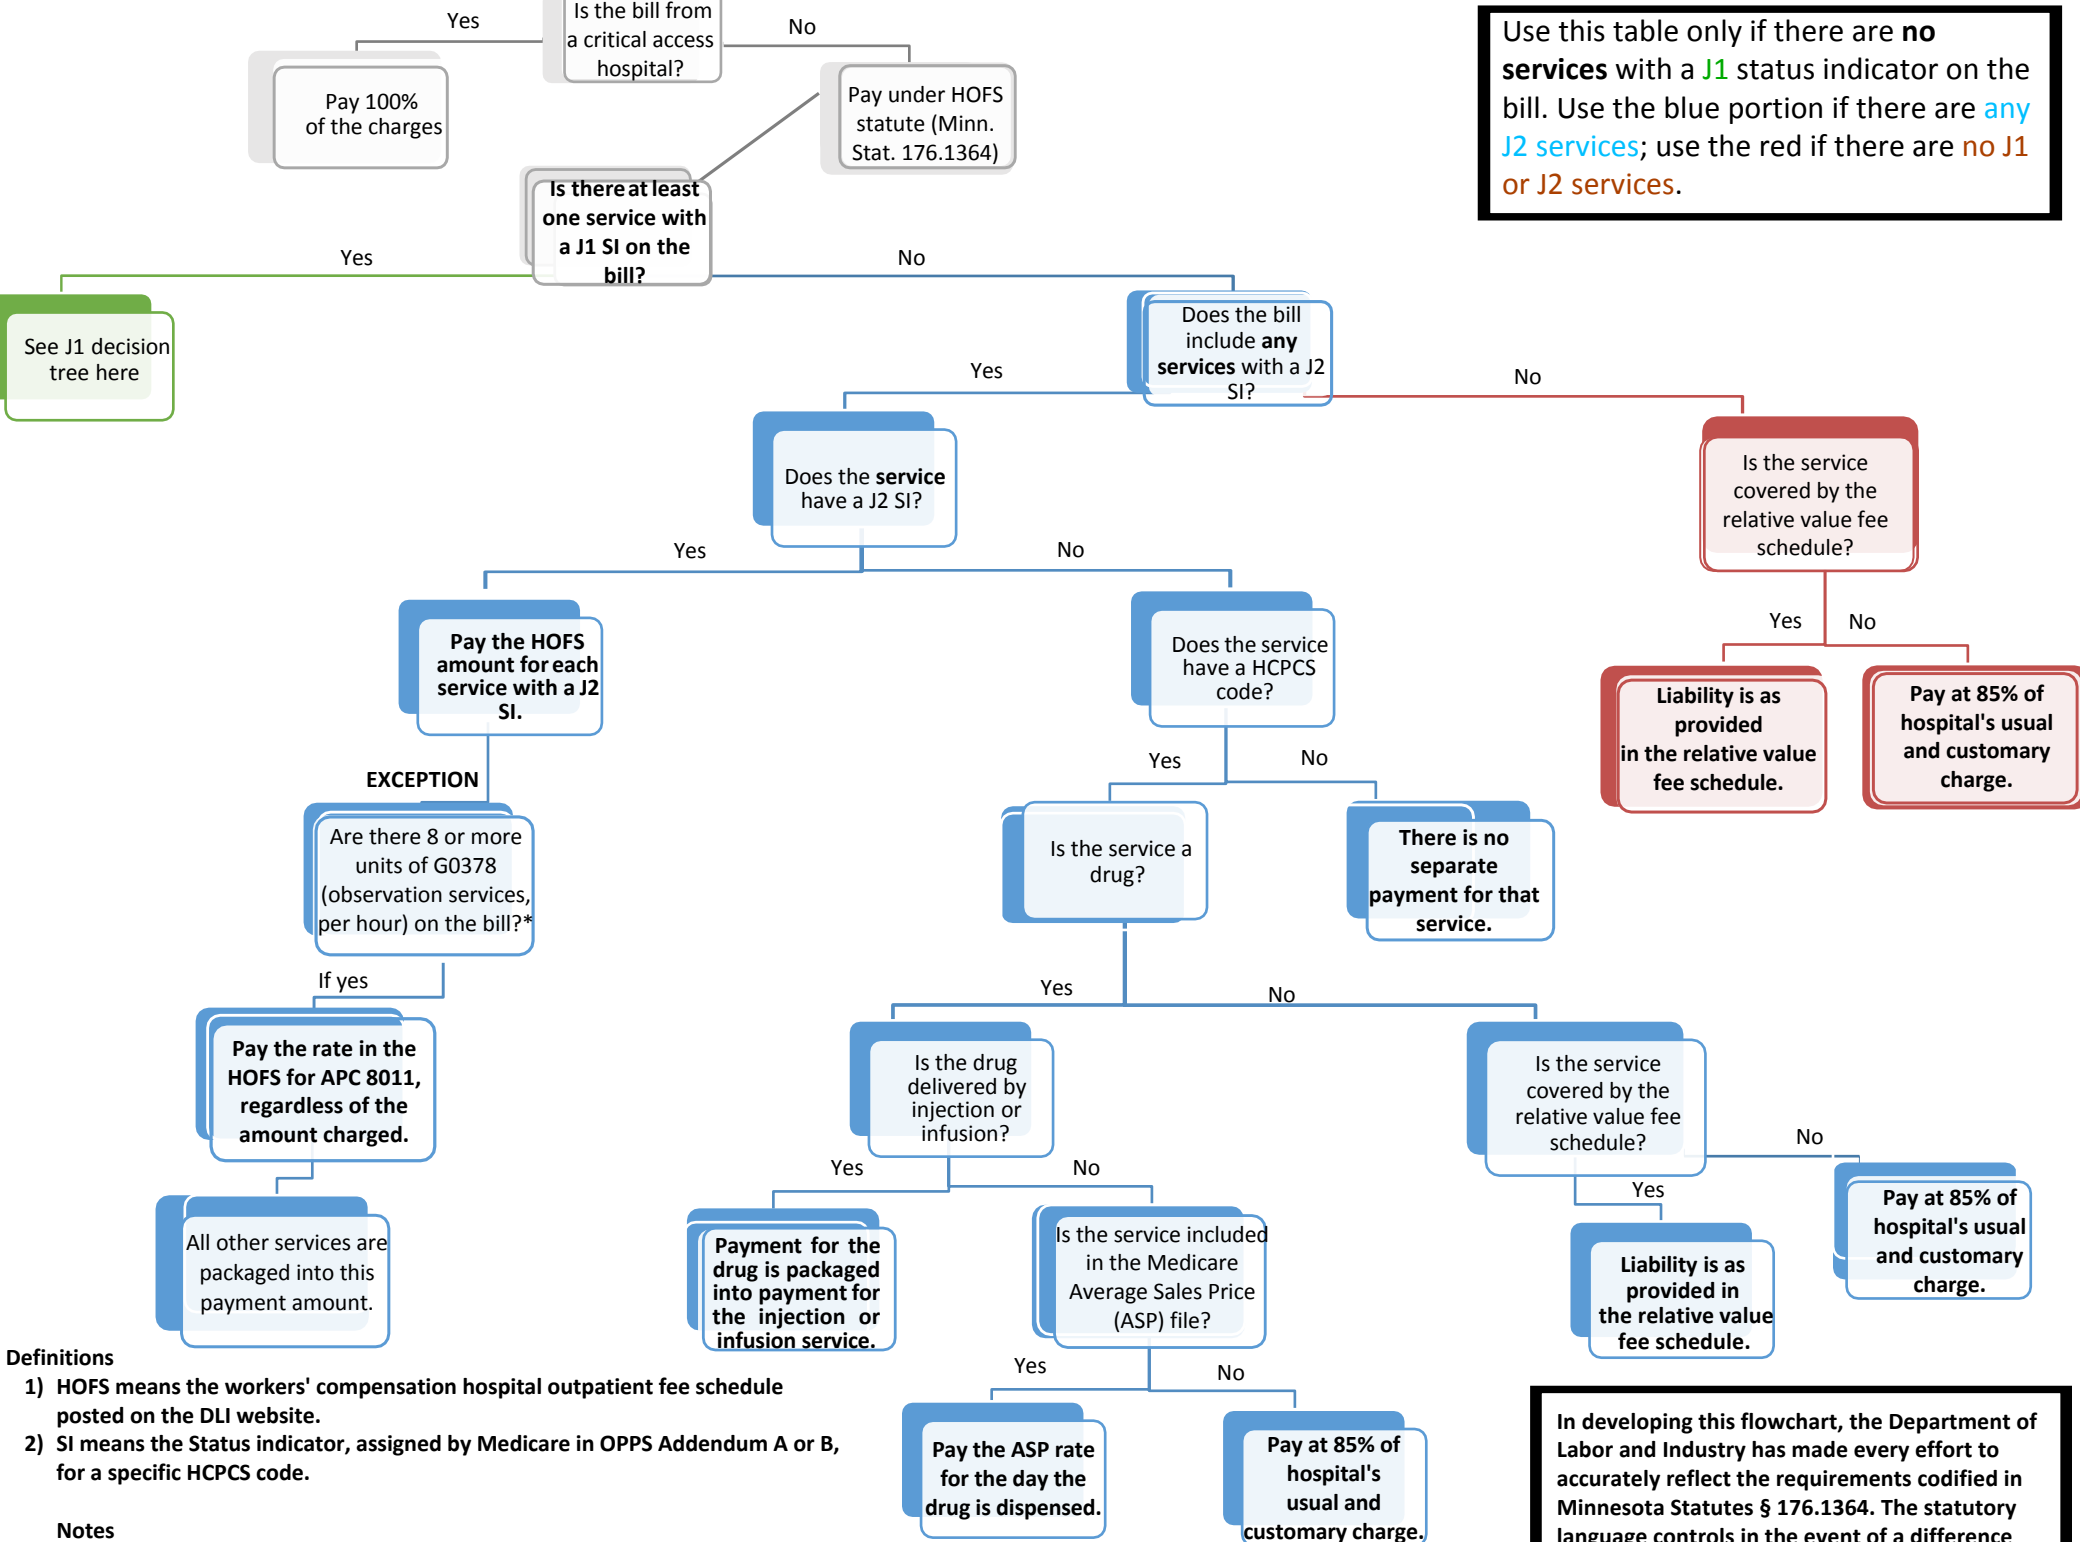 Is the bill from
a critical access
hospital?
Yes
No
Pay 100%
of the charges
Pay under HOFS
statute (Minn.
Stat. 176.1364)
Use this table only if there are no
services with a J1 status indicator on the
bill. Use the blue portion if there are any
J2 services; use the red if there are no J1
or J2 services.
Is there at least
one service with
a J1 SI on the
bill?
Yes
No
See J1 decision
tree here
Does the bill
include any
services with a J2
SI?
Yes
No
Does the service
have a J2 SI?
Is the service
covered by the
relative value fee
schedule?
Yes
No
Yes
No
Pay the HOFS
amount for each
service with a J2
SI.
Does the service
have a HCPCS
code?
Liability is as
provided
in the relative value
fee schedule.
Pay at 85% of
hospital's usual
and customary
charge.
EXCEPTION
Yes
No
Are there 8 or more
units of G0378
(observation services,
per hour) on the bill?*
Is the service a
drug?
There is no
separate
payment for that
service.
If yes
Yes
No
Pay the rate in the
HOFS for APC 8011,
regardless of the
amount charged.
Is the drug
delivered by
injection or
infusion?
Is the service
covered by the
relative value fee
schedule?
Yes
No
Yes
No
All other services are
packaged into this
payment amount.
Payment for the
drug is packaged
into payment for
the injection or
infusion service.
Is the service included
in the Medicare
Average Sales Price
(ASP) file?
Liability is as
provided in
the relative value
fee schedule.
Pay at 85% of
hospital's usual
and customary
charge.
Yes
No
Pay the ASP rate
for the day the
drug is dispensed.
Pay at 85% of
hospital's
usual and
customary charge.
Definitions
1) HOFS means the workers' compensation hospital outpatient fee schedule
posted on the DLI website.
2) SI means the Status indicator, assigned by Medicare in OPPS Addendum A or B,
for a specific HCPCS code.
Notes
In developing this flowchart, the Department of
Labor and Industry has made every effort to
accurately reflect the requirements codified in
Minnesota Statutes § 176.1364. The statutory
language controls in the event of a difference